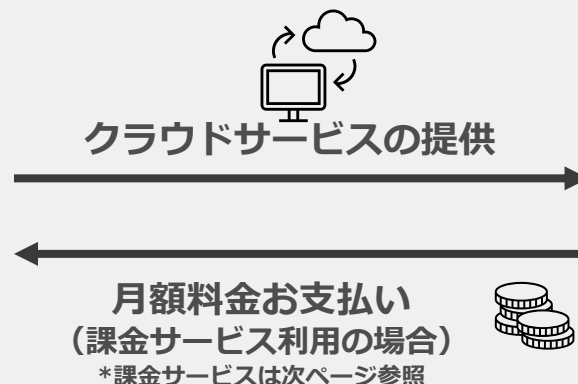 クラウドサービスの提供
月額料金お支払い
（課金サービス利用の場合）
*課金サービスは次ページ参照